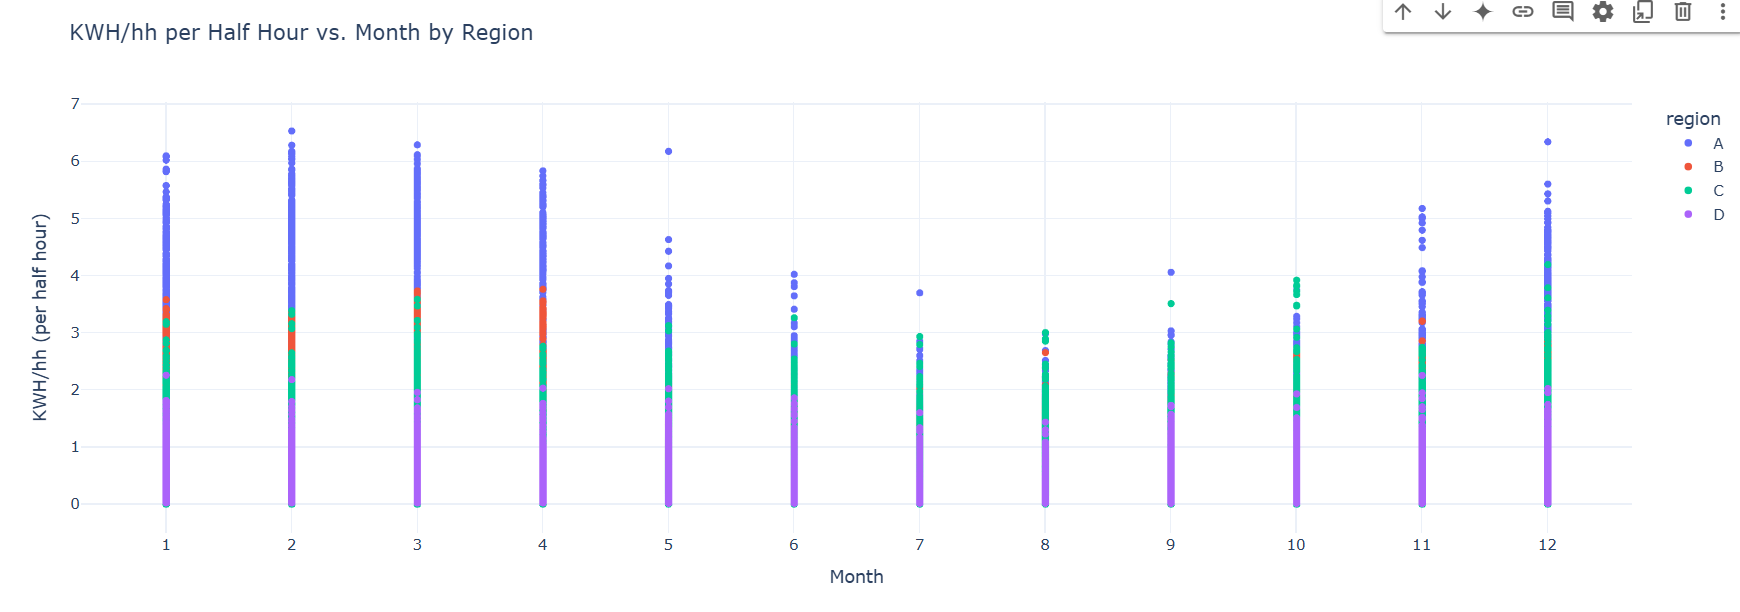 KWH/hh per Half Hour vs. Month by Region
7
6
5
4
3
2
1
0
KWH/hh (per half hour)
1 2 3 4 5 6 7 8 9 10 11 12
Month
region
A
B
C
D